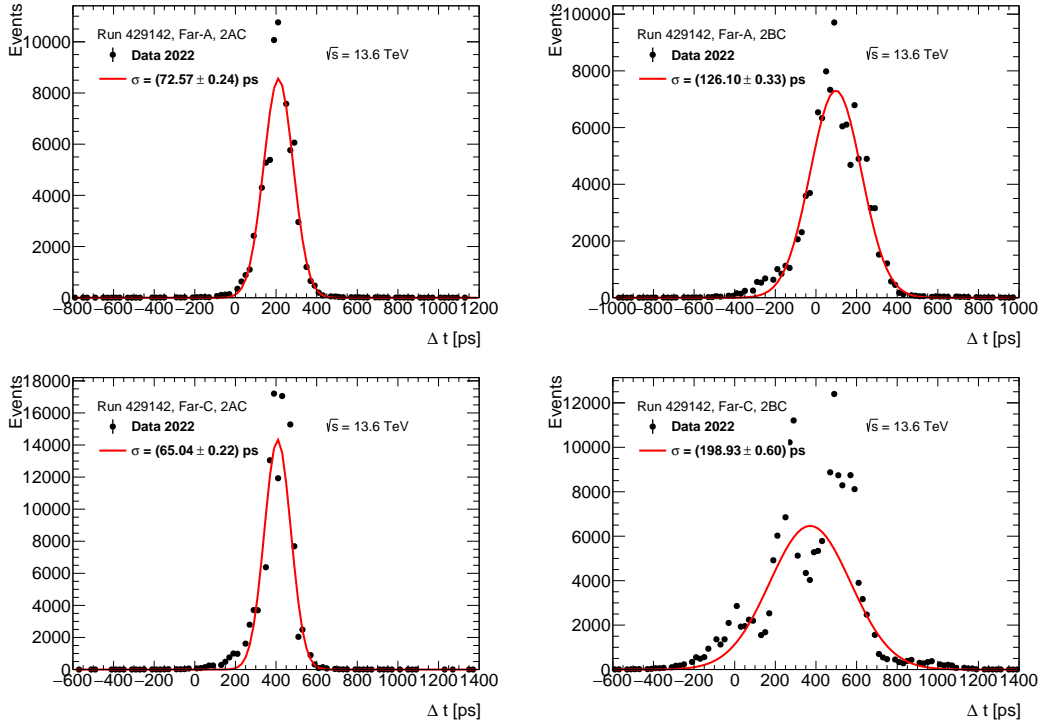 Events
10000
8000
6000
4000
2000
0
Run 429142, Far-A, 2AC
Data 2022
√s = 13.6 TeV
σ = (72.57 ± 0.24) ps
−800 −600 −400 −200 0 200 400 600 800 1000 1200
Δ t [ps]
Events
10000
8000
6000
4000
2000
0
Run 429142, Far-A, 2BC
Data 2022
√s = 13.6 TeV
σ = (126.10 ± 0.33) ps
−1000 −800 −600 −400 −200 0 200 400 600 800 1000
Δ t [ps]
Events
18000
16000
14000
12000
10000
8000
6000
4000
2000
0
Run 429142, Far-C, 2AC
Data 2022
√s = 13.6 TeV
σ = (65.04 ± 0.22) ps
−600 −400 −200 0 200 400 600 800 1000 1200 1400
Δ t [ps]
Events
12000
10000
8000
6000
4000
2000
0
Run 429142, Far-C, 2BC
Data 2022
√s = 13.6 TeV
σ = (198.93 ± 0.60) ps
−600 −400 −200 0 200 400 600 800 1000 1200 1400
Δ t [ps]